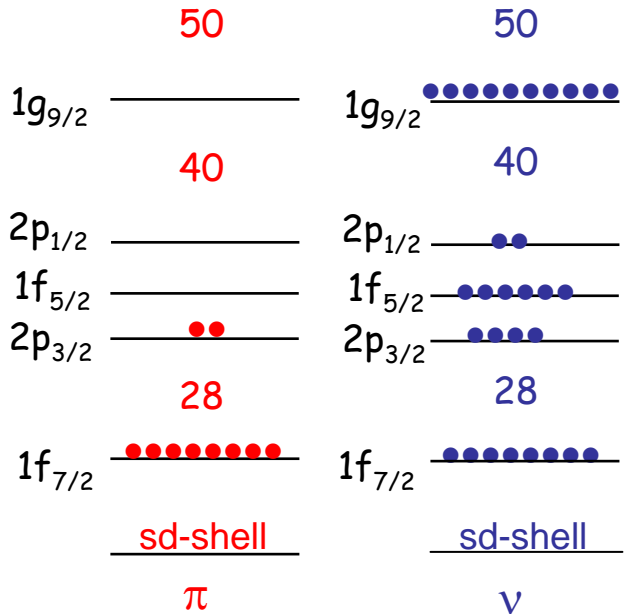 50 50
1g9/2 1g9/2
40 40
2p1/2 2p1/2
1f5/2 1f5/2
2p3/2 2p3/2
28 28
1f7/2 1f7/2
sd-shell sd-shell
π ν